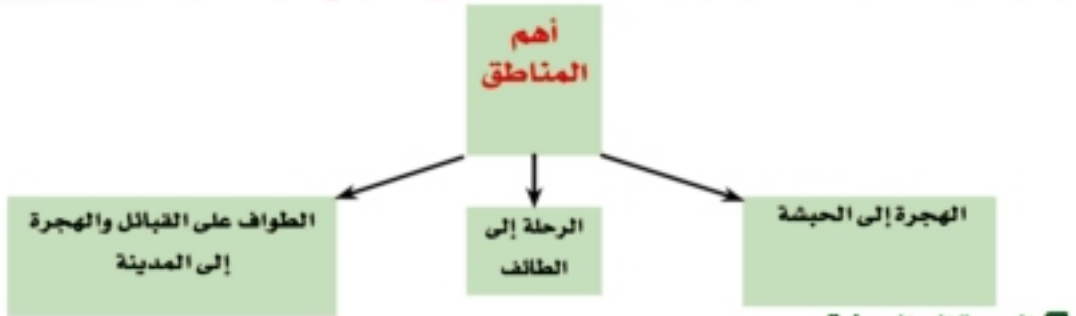 أهم
المناطق
الهجرة إلى الحبشة
الرحلة إلى
الطائف
الطواف على القبائل والهجرة
إلى المدينة